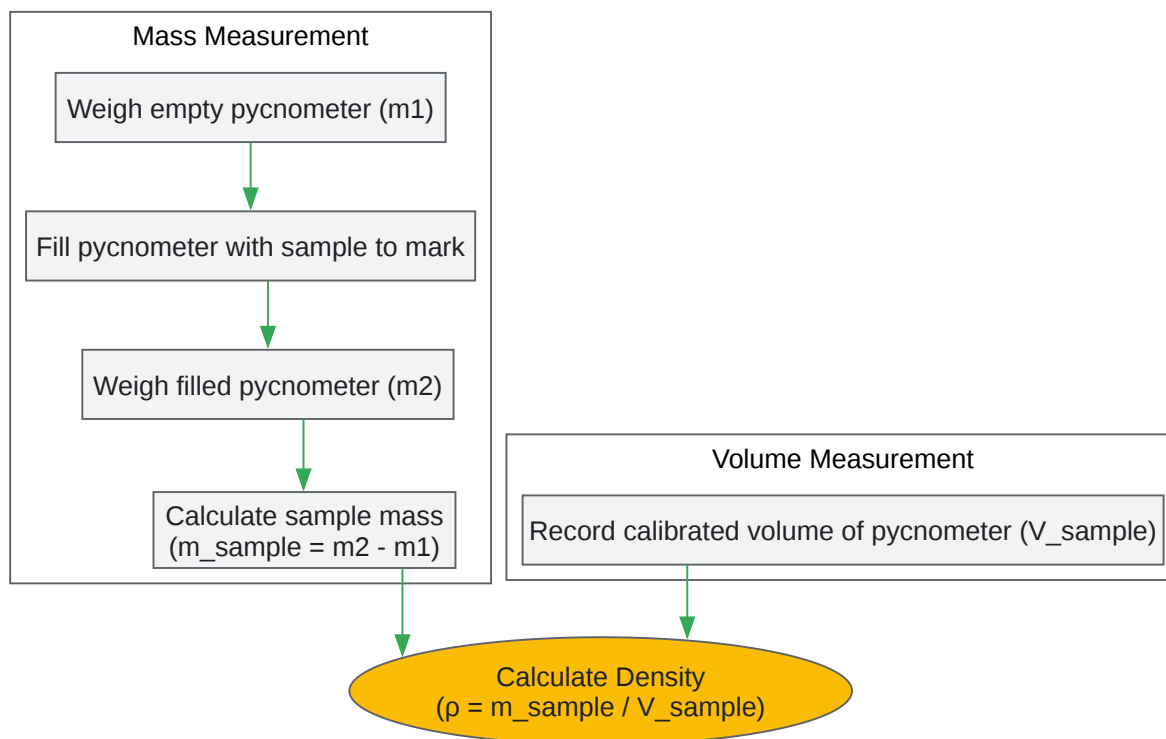 Mass Measurement
Weigh empty pycnometer (m1)
Fill pycnometer with sample to mark
Weigh filled pycnometer (m2)
Calculate sample mass
(m_sample = m2 - m1)
Volume Measurement
Record calibrated volume of pycnometer (V_sample)
Calculate Density
(ρ = m_sample / V_sample)